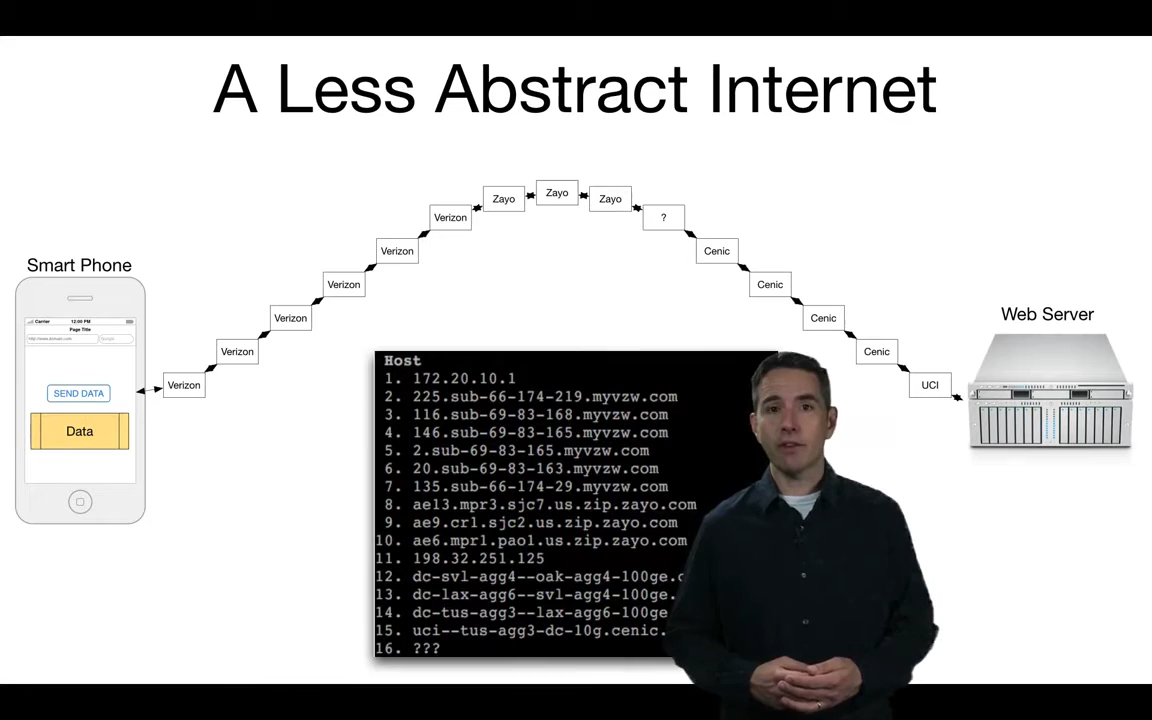 A Less Abstract Internet
Zayo
Zayo
Zayo
Verizon
?
Verizon
Cenic
Verizon
Cenic
Verizon
Cenic
Verizon
Cenic
Verizon
UCI
Smart Phone
Carrier
12:00 PM
Page Title
SEND DATA
Data
Web Server
Host
1. 172.20.10.1
2. 225.sub-66-174-219.myvzw.com
3. 116.sub-69-83-168.myvzw.com
4. 146.sub-69-83-165.myvzw.com
5. 2.sub-69-83-165.myvzw.com
6. 20.sub-69-83-163.myvzw.com
7. 135.sub-66-174-29.myvzw.com
8. ae13.mpr3.sjc7.us.zip.zayo.com
9. ae9.cr1.sjc2.us.zip.zayo.com
10. ae6.mpr1.pao1.us.zip.zayo.com
11. 198.32.251.125
12. dc-svl-agg4--oak-agg4-100ge.c
13. dc-lax-agg6--svl-agg4-100ge.
14. dc-tus-agg3--lax-agg6-100ge
15. uci--tus-agg3-dc-10g.cenic.
16. ???